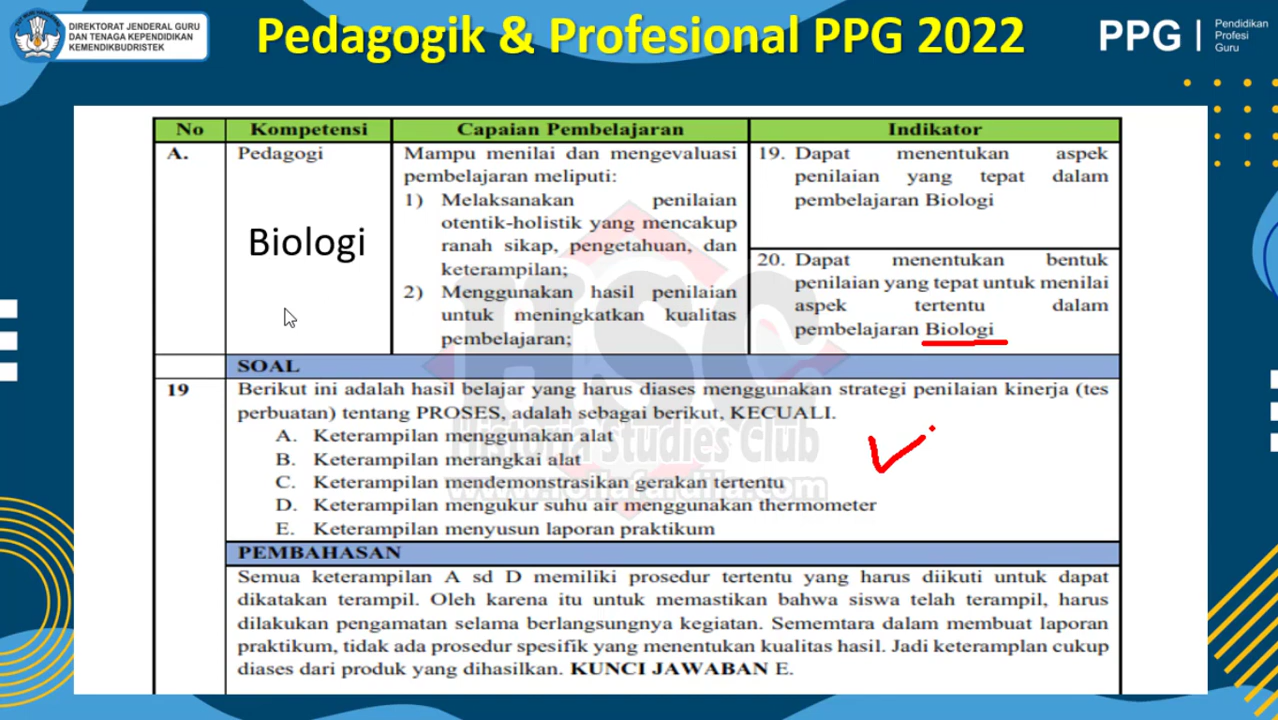 DIREKTORAT JENDERAL GURU
DAN TENAGA KEPENDIDIKAN
KEMENDIKBUDRISTEK
Pedagogik & Profesional PPG 2022
PPG
Pendidikan
Profesi
Guru
No Kompetensi Capaian Pembelajaran Indikator
A. Pedagogi
Biologi
Mampu menilai dan mengevaluasi
pembelajaran meliputi:
1) Melaksanakan penilaian
otentik-holistik yang mencakup
ranah sikap, pengetahuan, dan
keterampilan;
2) Menggunakan hasil penilaian
untuk meningkatkan kualitas
pembelajaran;
19. Dapat menentukan aspek
penilaian yang tepat dalam
pembelajaran Biologi
20. Dapat menentukan bentuk
penilaian yang tepat untuk menilai
aspek tertentu dalam
pembelajaran Biologi
SOAL
19 Berikut ini adalah hasil belajar yang harus diases menggunakan strategi penilaian kinerja (tes
perbuatan) tentang PROSES, adalah sebagai berikut, KECUALI.
A. Keterampilan menggunakan alat
B. Keterampilan merangkai alat
C. Keterampilan mendemonstrasikan gerakan tertentu
D. Keterampilan mengukur suhu air menggunakan thermometer
E. Keterampilan menyusun laporan praktikum
PEMBAHASAN
Semua keterampilan A sd D memiliki prosedur tertentu yang harus diikuti untuk dapat
dikatakan terampil. Oleh karena itu untuk memastikan bahwa siswa telah terampil, harus
dilakukan pengamatan selama berlangsungnya kegiatan. Sememtara dalam membuat laporan
praktikum, tidak ada prosedur spesifik yang menentukan kualitas hasil. Jadi keteramplan cukup
diases dari produk yang dihasilkan. KUNCI JAWABAN E.
HSC
Historia Studies Club